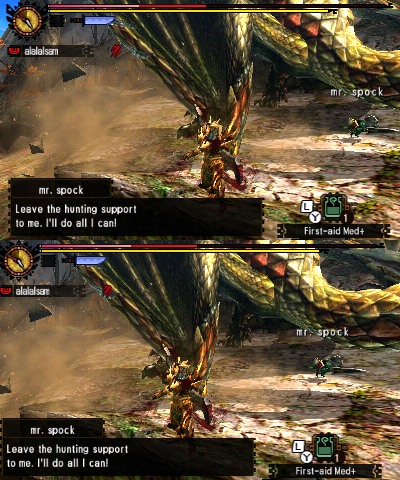 alalalsam
mr. spock
mr. spock
Leave the hunting support
to me. I'll do all I can!
L
Y
1
First-aid Med+
alalalsam
mr. spock
mr. spock
Leave the hunting support
to me. I'll do all I can!
L
Y
1
First-aid Med+